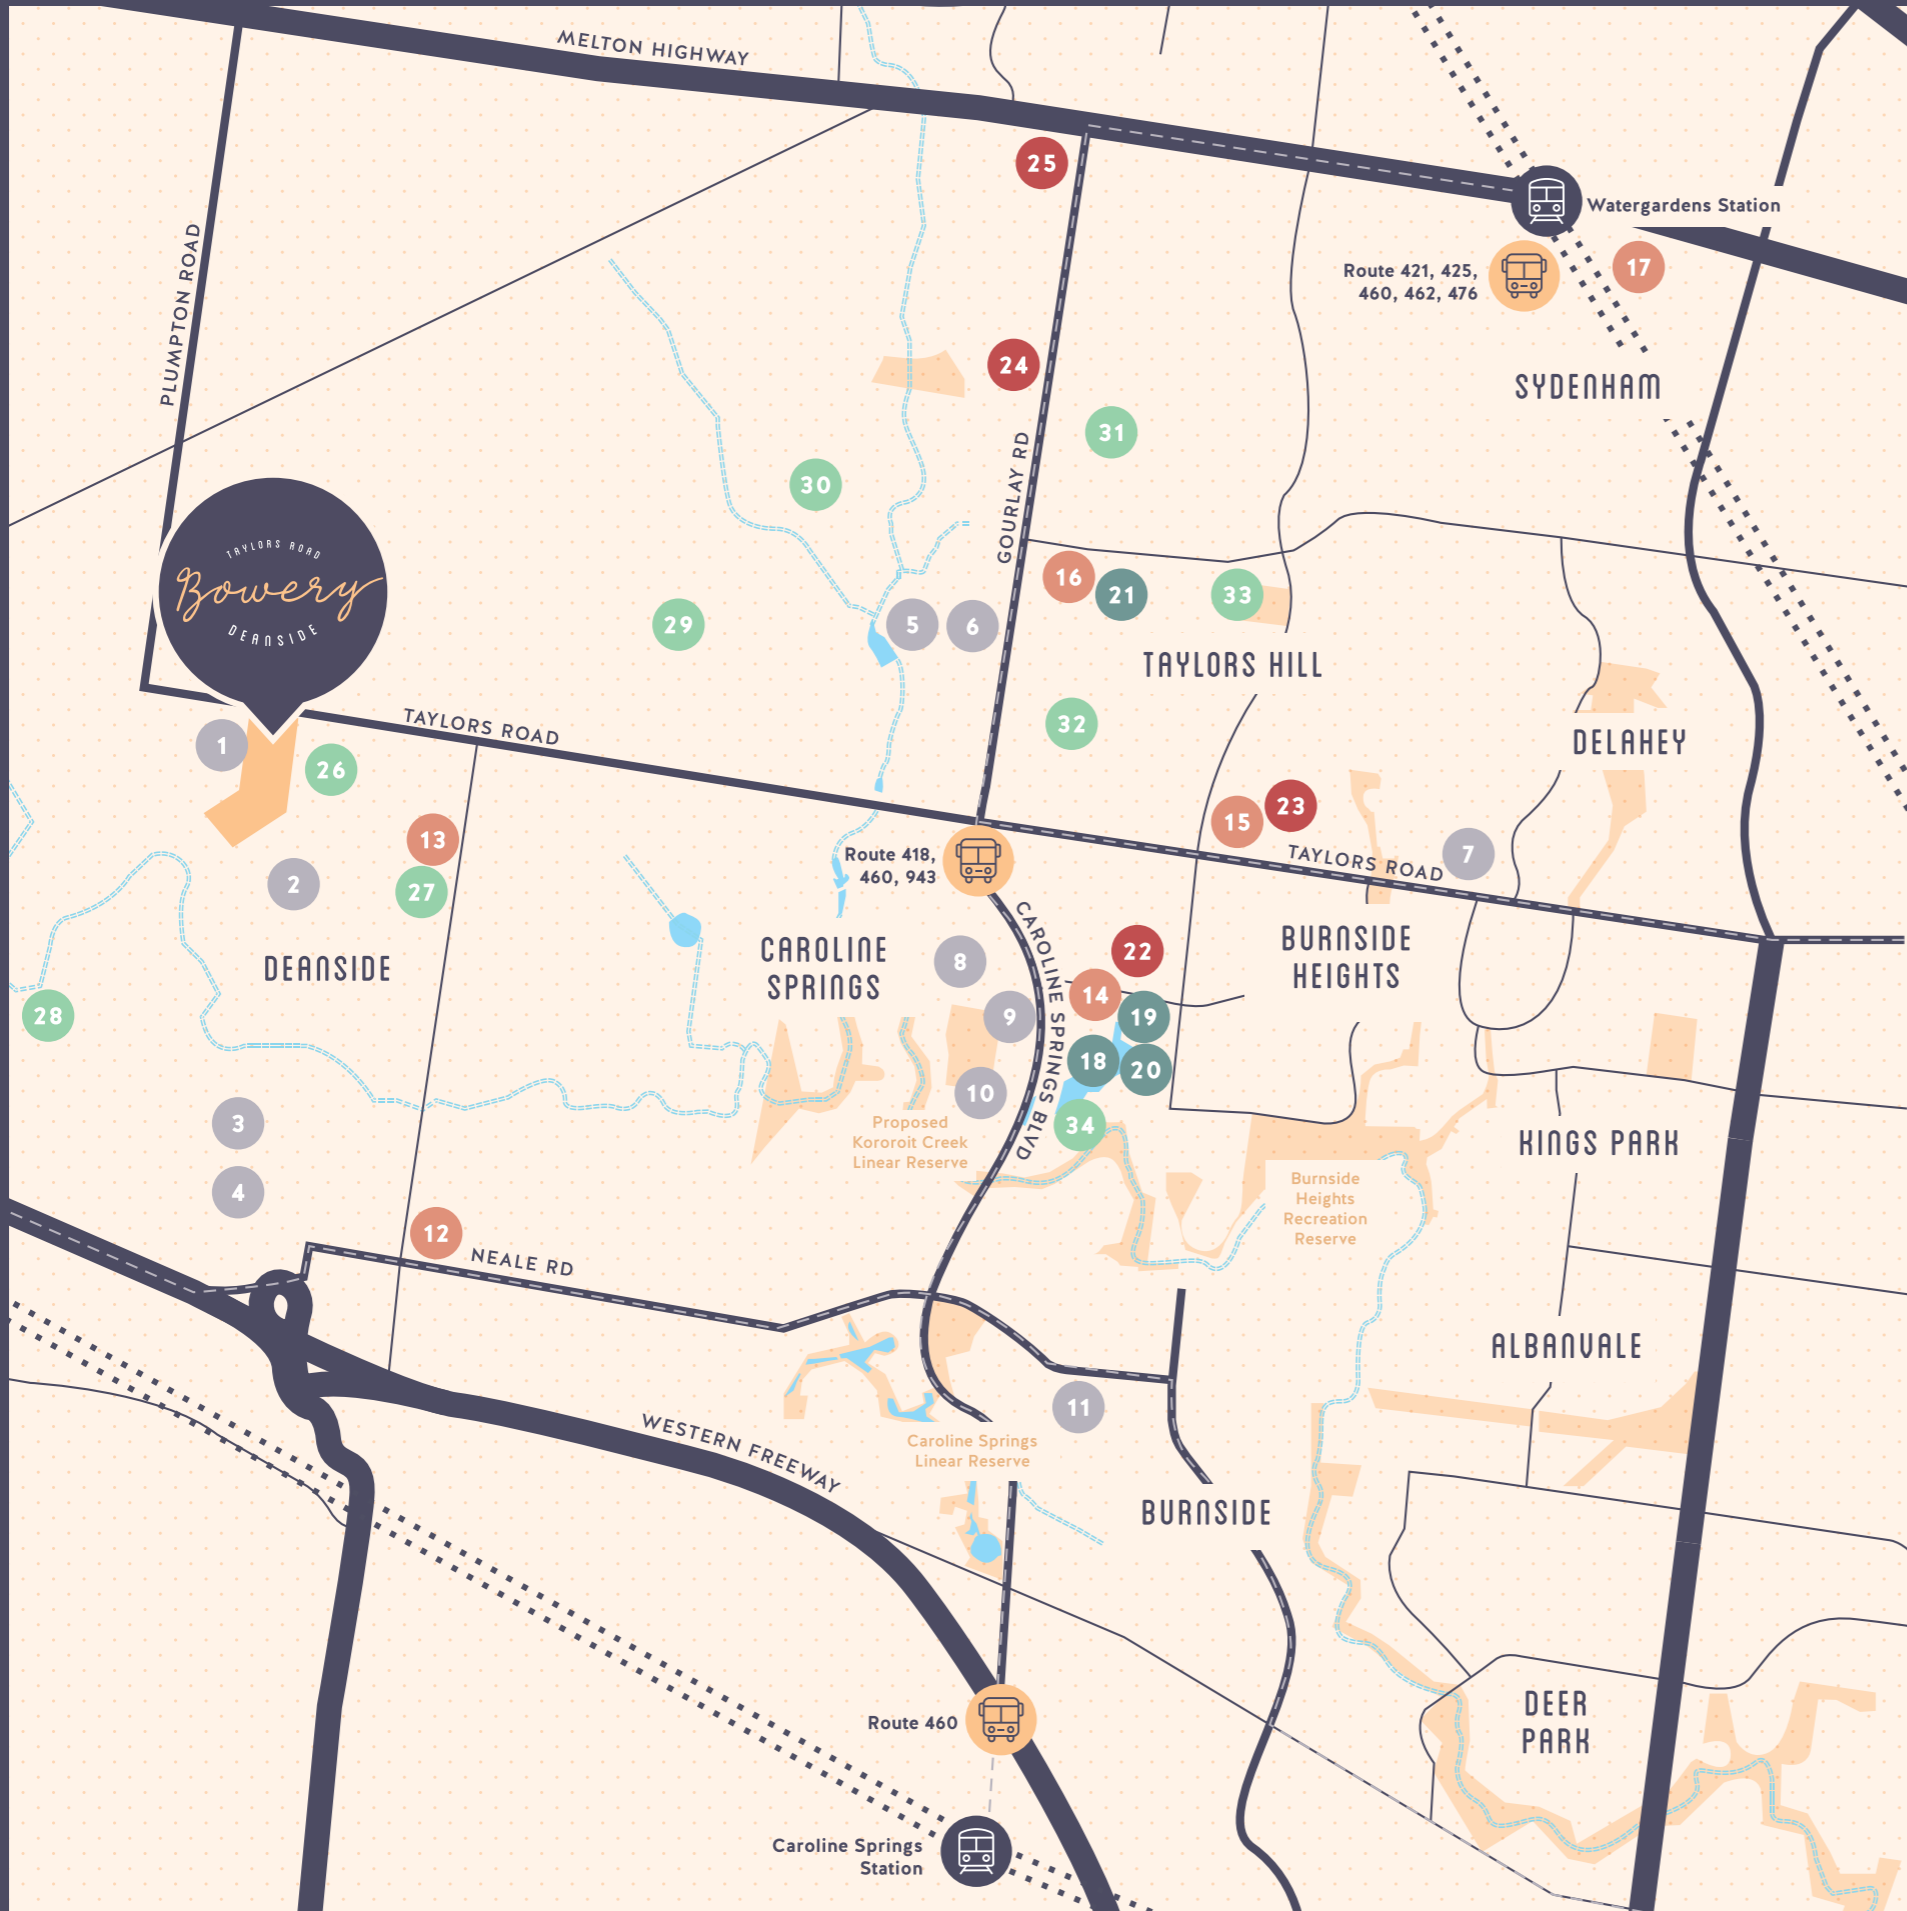 MELTON HIGHWAY
25
Watergardens Station
PLUMPTON ROAD
Route 421, 425,
460, 462, 476
17
24
SYDENHAM
31
GOURLAY RD
30
TAYLORS ROAD
Bowery
DEANSIDE
16
21
33
29
5
6
TAYLORS HILL
32
TAYLORS ROAD
DELAHEY
1
26
15
23
13
Route 418,
460, 943
TAYLORS ROAD
7
2
27
CAROLINE SPRINGS BLVD
CAROLINE
SPRINGS
8
22
BURNSIDE
HEIGHTS
DEANSIDE
14
28
9
19
18
20
10
3
34
Proposed
Kororoit Creek
Linear Reserve
KINGS PARK
4
Burnside
Heights
Recreation
Reserve
12
NEALE RD
ALBANVALE
11
WESTERN FREEWAY
Caroline Springs
Linear Reserve
BURNSIDE
Route 460
DEER
PARK
Caroline Springs
Station